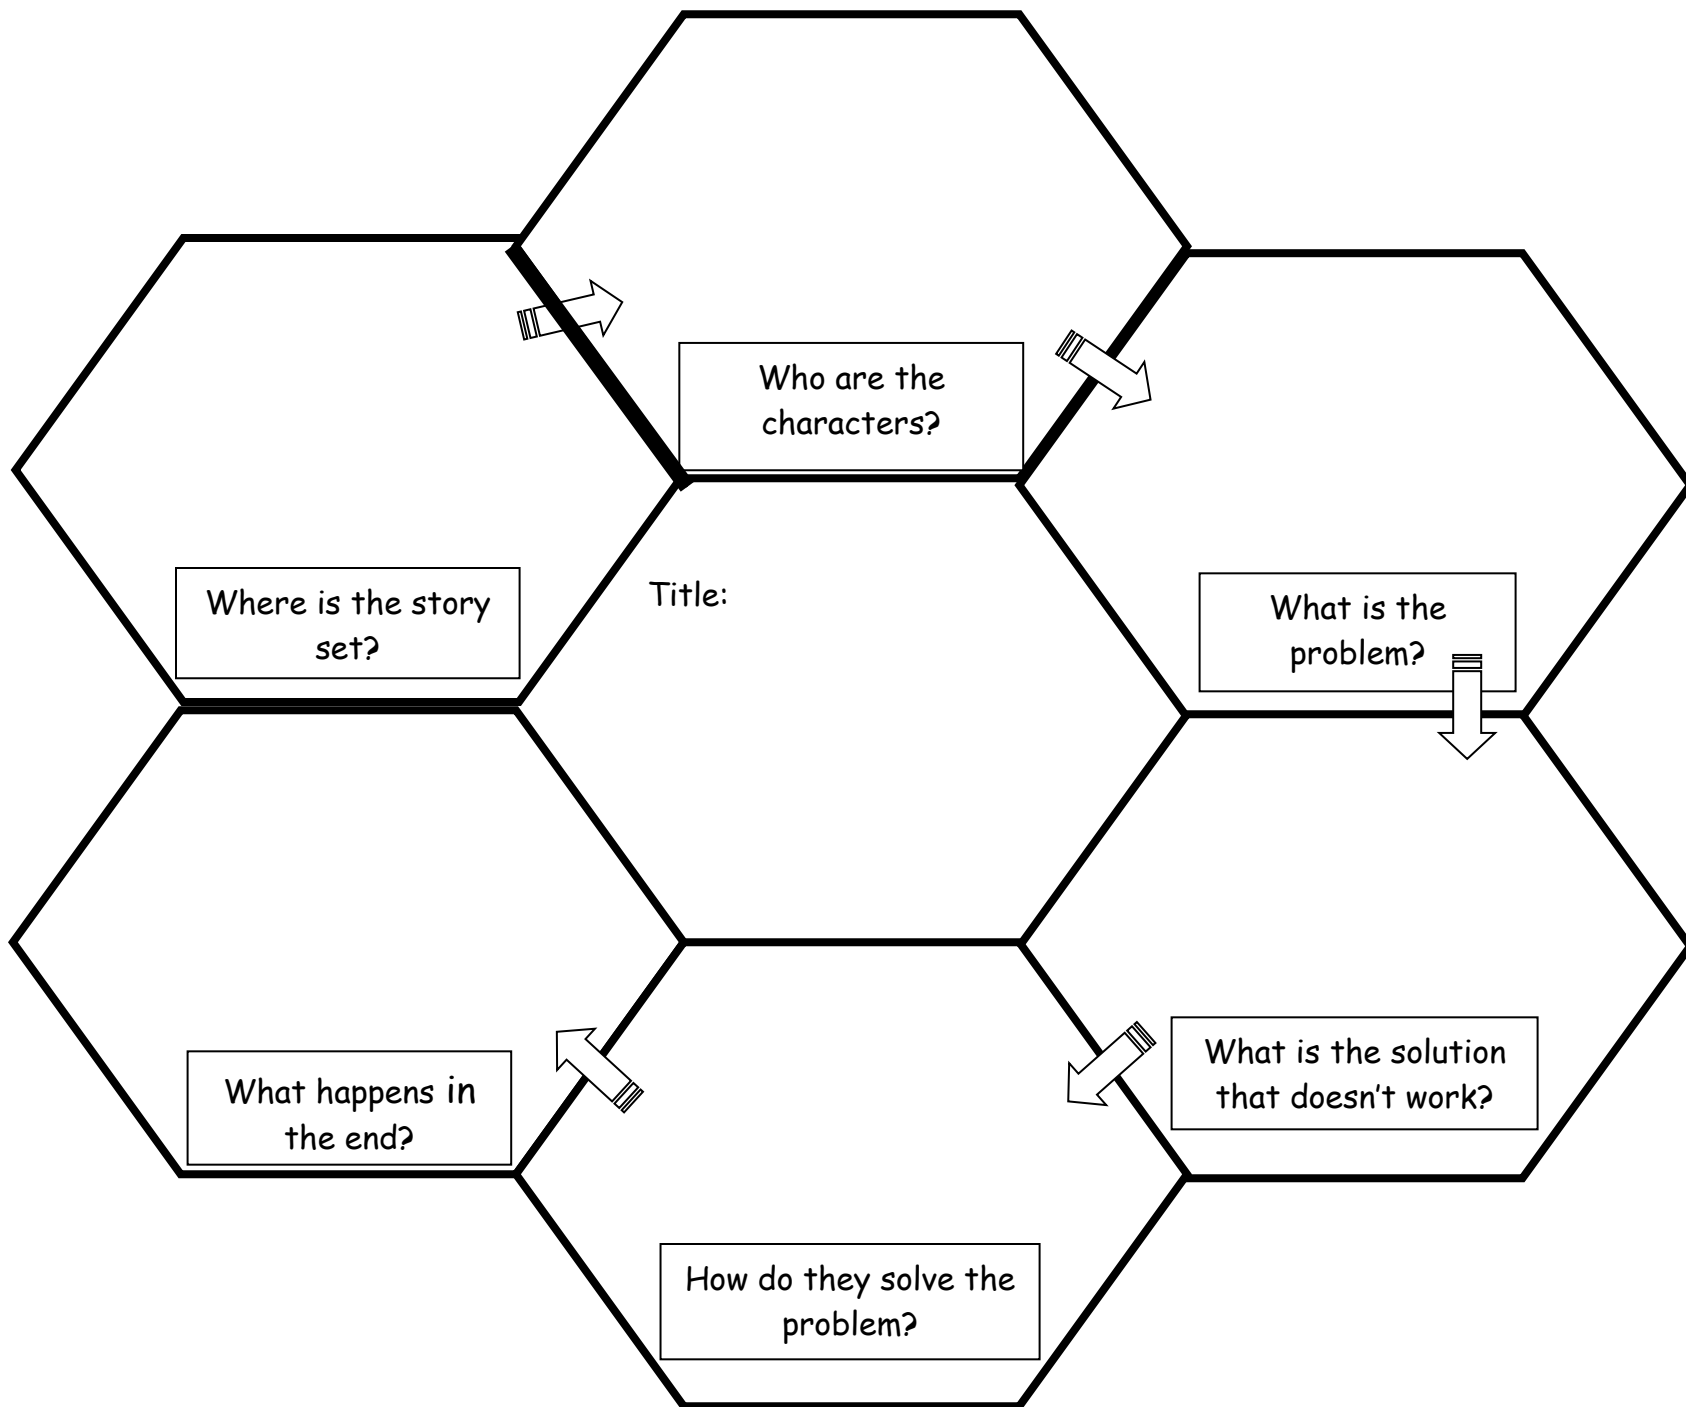 Who are the
characters?
Where is the story
set?
Title:
What is the
problem?
What happens in
the end?
What is the solution
that doesn't work?
How do they solve the
problem?